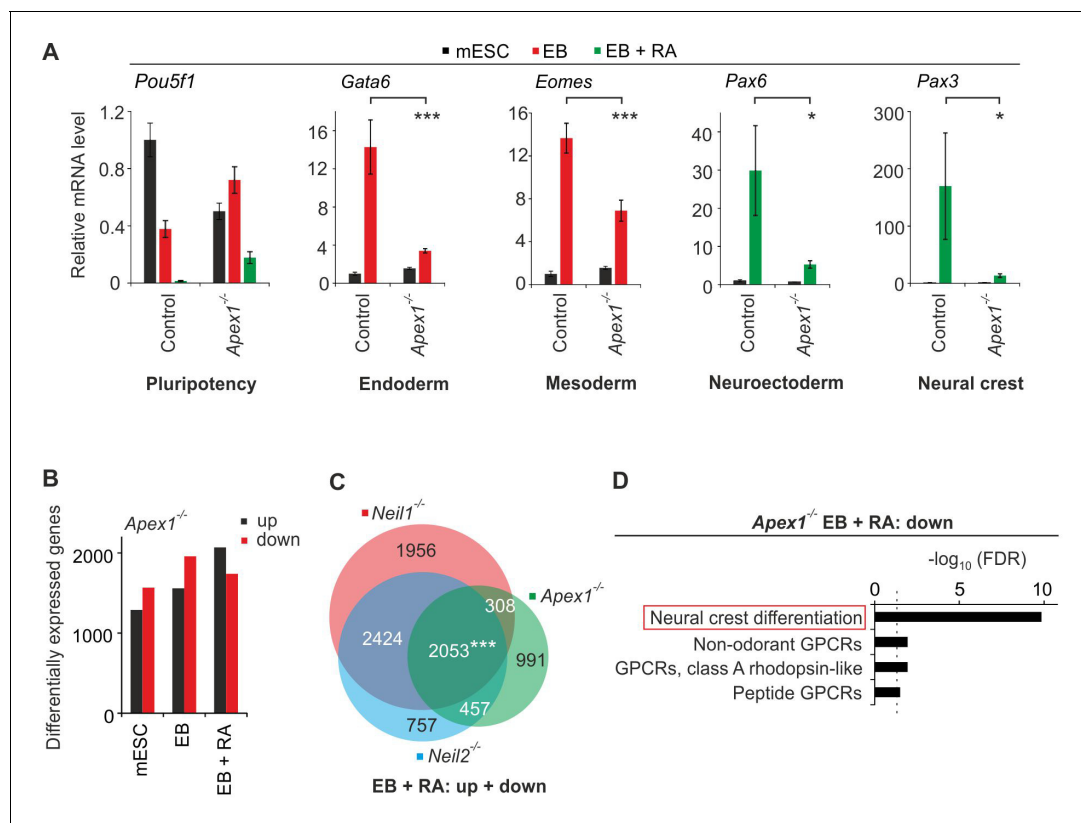 A
mESC EB EB + RA
Pou5f1 Gata6 Eomes Pax6 Pax3
*** *** * *
Relative mRNA level
1.2 16 16 40 300
0.8 12 12 30 200
0.4 8 8 20 100
0 4 4 10 0
0 0 0
Control Apex1-/- Control Apex1-/- Control Apex1-/- Control Apex1-/- Control Apex1-/-
Pluripotency Endoderm Mesoderm Neuroectoderm Neural crest
B
Apex1-/-
up
down
Differentially expressed genes
2000
1000
0
mESC EB EB + RA
C
Neil1-/-
1956
Apex1-/-
308
2424
2053***
991
457
757
Neil2-/-
EB + RA: up + down
D
Apex1-/- EB + RA: down
-log10 (FDR)
0 5 10
Neural crest differentiation
Non-odorant GPCRs
GPCRs, class A rhodopsin-like
Peptide GPCRs